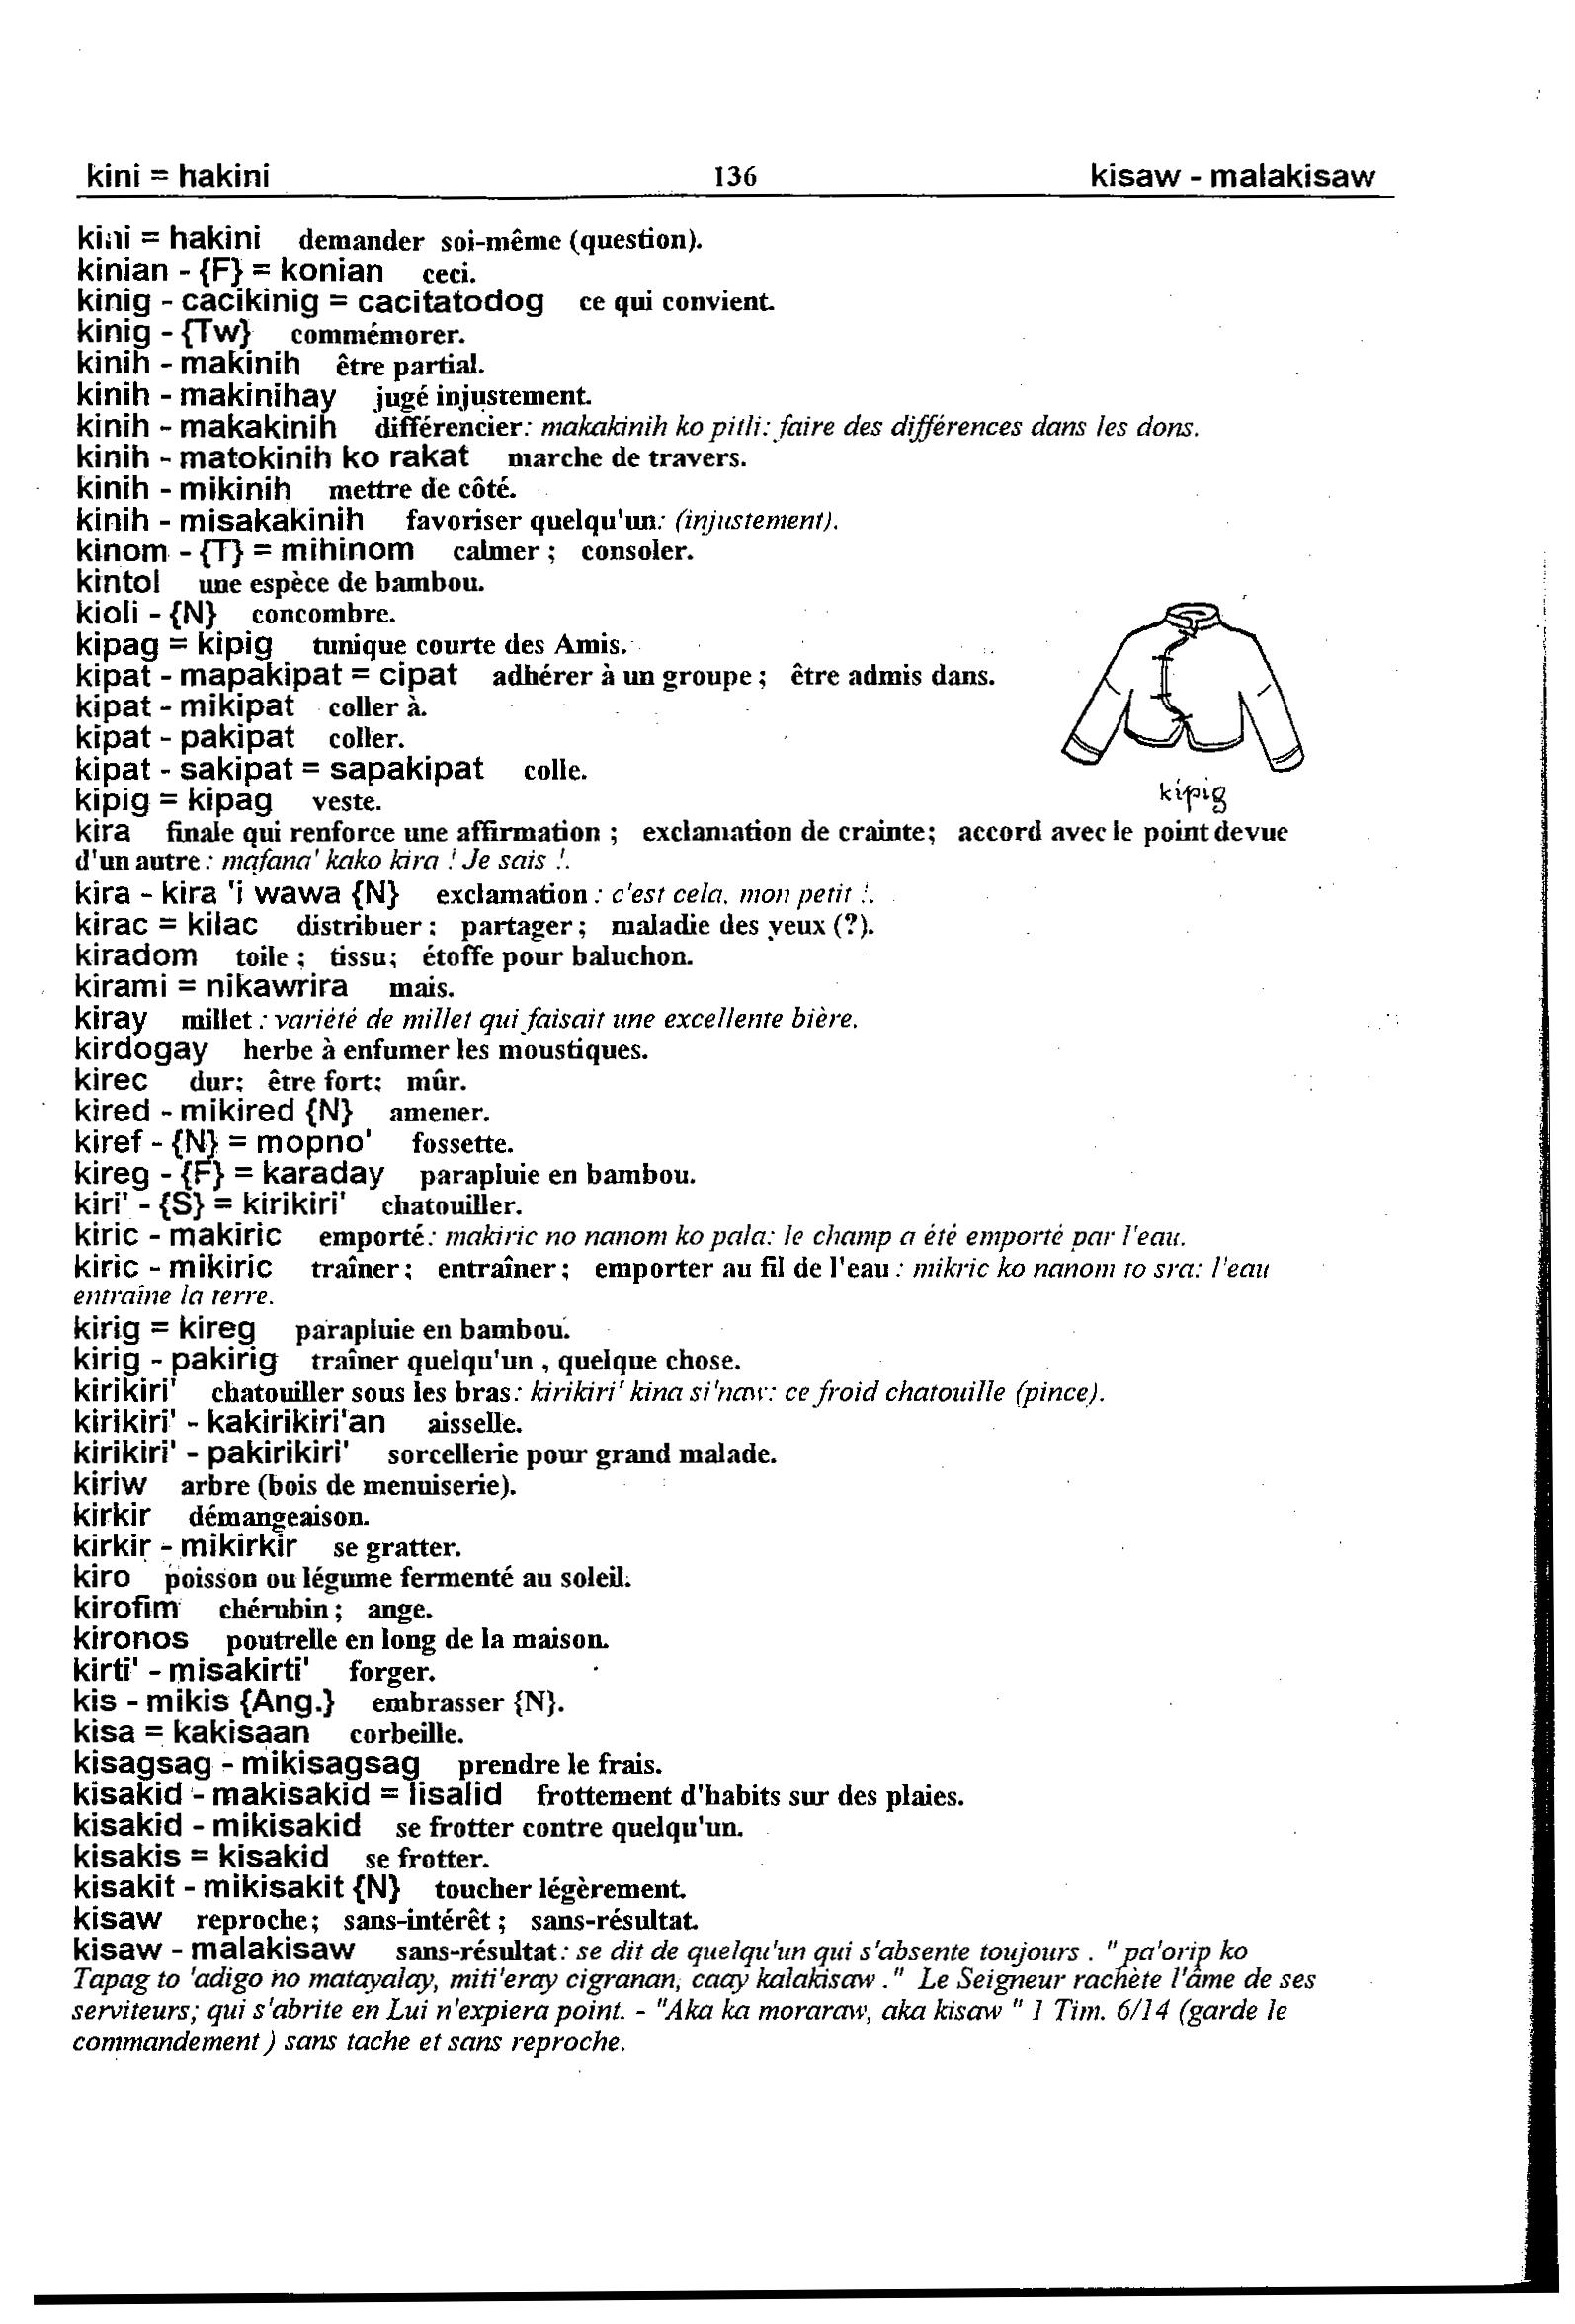 kini = hakini 136 kisaw - malakisaw
kini = hakini demander soi-même (question).
kinian - {F} = konian ceci.
kinig - cacikinig = cacitatodog ce qui convient.
kinig - {Tw} commémorer.
kinih - makinih être partial.
kinih - makinihay jugé injustement.
kinih - makakinih différencier: makakinih ko pitli: faire des différences dans les dons.
kinih - matokinih ko rakat marche de travers.
kinih - mikinih mettre de côté.
kinih - misakakinih favoriser quelqu'un: (injustement).
kinom - {T} = mihinom calmer ; consoler.
kintol une espèce de bambou.
kioli - {N} concombre.
kipag = kipig tunique courte des Amis.
kipat - mapakipat = cipat adhérer à un groupe ; être admis dans.
kipat - mikipat coller à.
kipat - pakipat coller.
kipat - sakipat = sapakipat colle.
kipig = kipag veste.
kipig
kira finale qui renforce une affirmation ; exclamation de crainte; accord avec le point devue
d'un autre : mafana' kako kira ! Je sais !.
kira - kira 'i wawa {N} exclamation : c'est cela, mon petit !.
kirac = kilac distribuer ; partager ; maladie des yeux (?).
kiradom toile ; tissu; étoffe pour baluchon.
kirami = nikawrira mais.
kiray millet : variété de millet qui faisait une excellente bière.
kirdogay herbe à enfumer les moustiques.
kirec dur; être fort; mûr.
kired - mikired {N} amener.
kiref - {N} = mopno' fossette.
kireg - {F} = karaday parapluie en bambou.
kiri' - {S} = kirikiri' chatouiller.
kiric - makiric emporté: makiric no nanom ko pala: le champ a été emporté par l'eau.
kiric - mikiric traîner ; entraîner ; emporter au fil de l'eau : mikric ko nanom to sra: l'eau
entraîne la terre.
kirig = kireg parapluie en bambou.
kirig - pakirig traîner quelqu'un , quelque chose.
kirikiri' chatouiller sous les bras: kirikiri' kina si'naw: ce froid chatouille (pince).
kirikiri' - kakirikiri'an aisselle.
kirikiri' - pakirikiri' sorcellerie pour grand malade.
kiriw arbre (bois de menuiserie).
kirkir démangeaison.
kirkir - mikirkir se gratter.
kiro poisson ou légume fermenté au soleil.
kirofim chérubin ; ange.
kironos poutrelle en long de la maison.
kirti' - misakirti' forger.
kis - mikis {Ang.} embrasser {N}.
kisa = kakisaan corbeille.
kisagsag - mikisagsag prendre le frais.
kisakid - makisakid = lisalid frottement d'habits sur des plaies.
kisakid - mikisakid se frotter contre quelqu'un.
kisakis = kisakid se frotter.
kisakit - mikisakit {N} toucher légèrement.
kisaw reproche; sans-intérêt ; sans-résultat.
kisaw - malakisaw sans-résultat: se dit de quelqu'un qui s'absente toujours . "pa'orip ko
Tapag to 'adigo no matayalay, miti'eray cigranan, caay kalakisaw ." Le Seigneur rachète l'âme de ses
serviteurs; qui s'abrite en Lui n'expiera point. - "Aka ka moraraw, aka kisaw " 1 Tim. 6/14 (garde le
commandement ) sans tache et sans reproche.